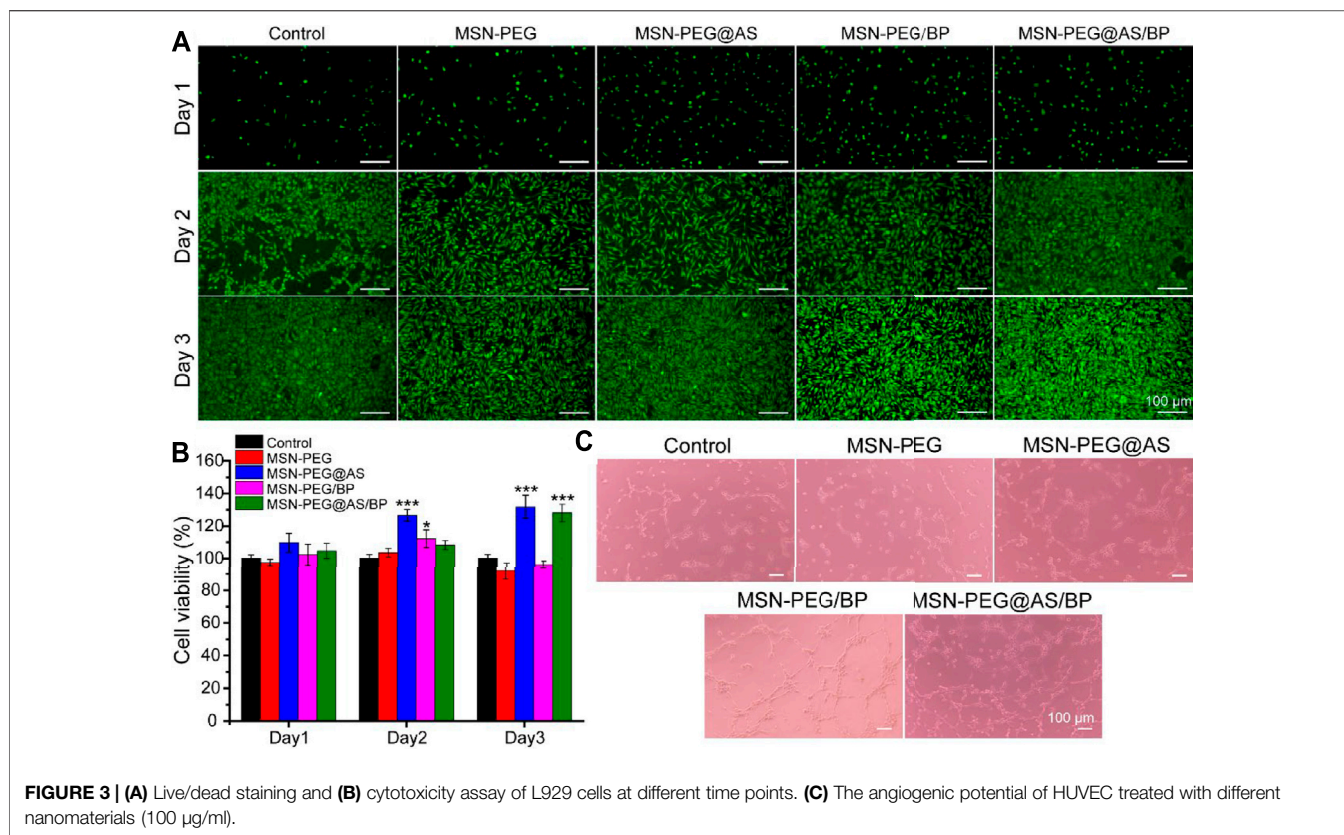 A
Control MSN-PEG MSN-PEG@AS MSN-PEG/BP MSN-PEG@AS/BP
Day 1
Day 2
Day 3
100 µm
B
Control
MSN-PEG
MSN-PEG@AS
MSN-PEG/BP
MSN-PEG@AS/BP
Cell viability (%)
160
140
120
100
80
60
40
20
0
*** * *** ***
Day1 Day2 Day3
C
Control MSN-PEG MSN-PEG@AS
MSN-PEG/BP MSN-PEG@AS/BP
100 µm
FIGURE 3 | (A) Live/dead staining and (B) cytotoxicity assay of L929 cells at different time points. (C) The angiogenic potential of HUVEC treated with different
nanomaterials (100 µg/ml).